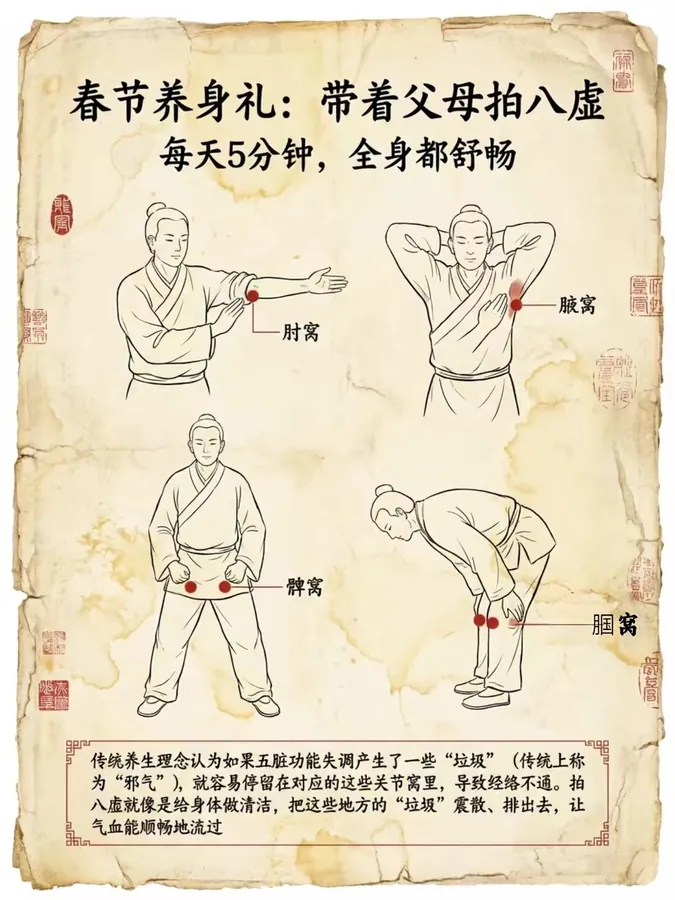 春节养身礼：带着父母拍八虚
每天5分钟，全身都舒畅
肘窝
腋窝
髀窝
腘窝
传统养生理念认为如果五脏功能失调产生了一些“垃圾”（传统上称
为“邪气”），就容易停留在对应的这些关节窝里，导致经络不通。拍
八虚就像是给身体做清洁，把这些地方的“垃圾”震散、排出去，让
气血能顺畅地流过